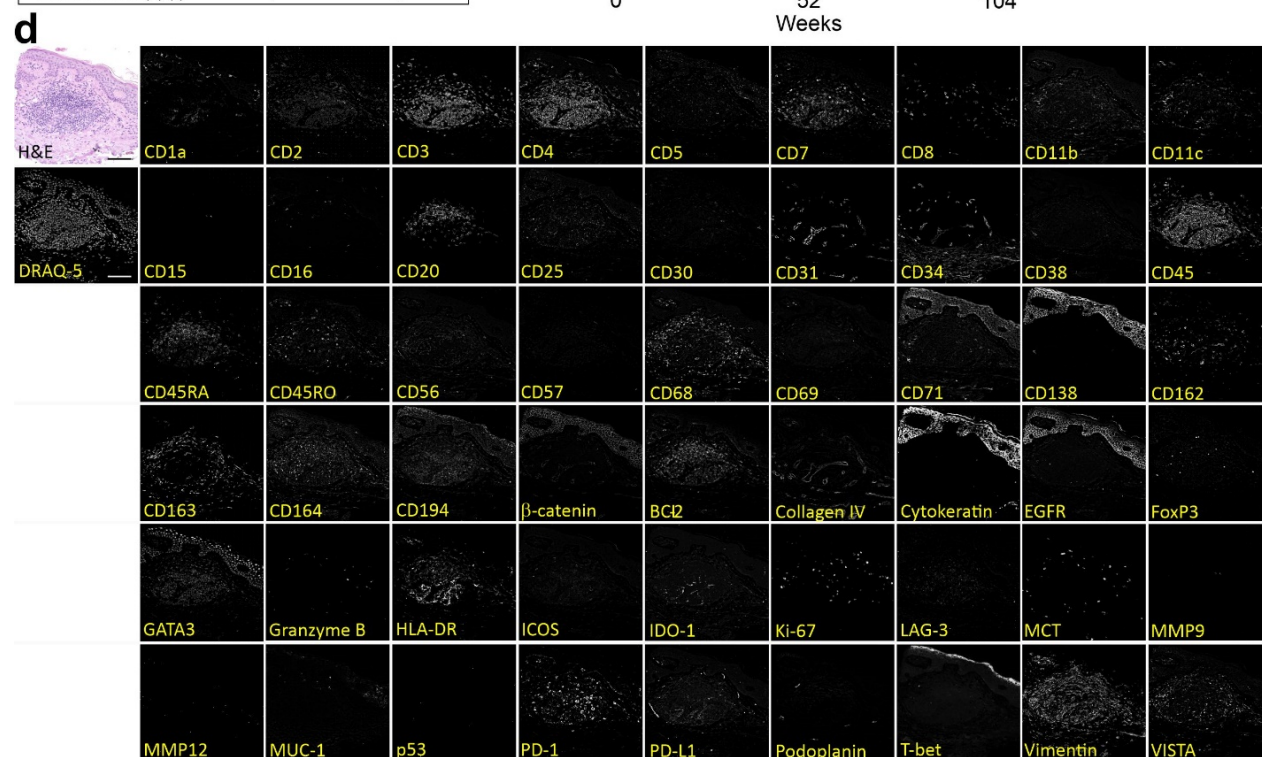 0 52 104
Weeks
d
H&E CD1a CD2 CD3 CD4 CD5 CD7 CD8 CD11b CD11c
DRAQ-5 CD15 CD16 CD20 CD25 CD30 CD31 CD34 CD38 CD45
CD45RA CD45RO CD56 CD57 CD68 CD69 CD71 CD138 CD162
CD163 CD164 CD194 β-catenin BCl2 Collagen IV Cytokeratin EGFR FoxP3
GATA3 Granzyme B HLA-DR ICOS IDO-1 Ki-67 LAG-3 MCT MMP9
MMP12 MUC-1 p53 PD-1 PD-L1 Podoplanin T-bet Vimentin VISTA